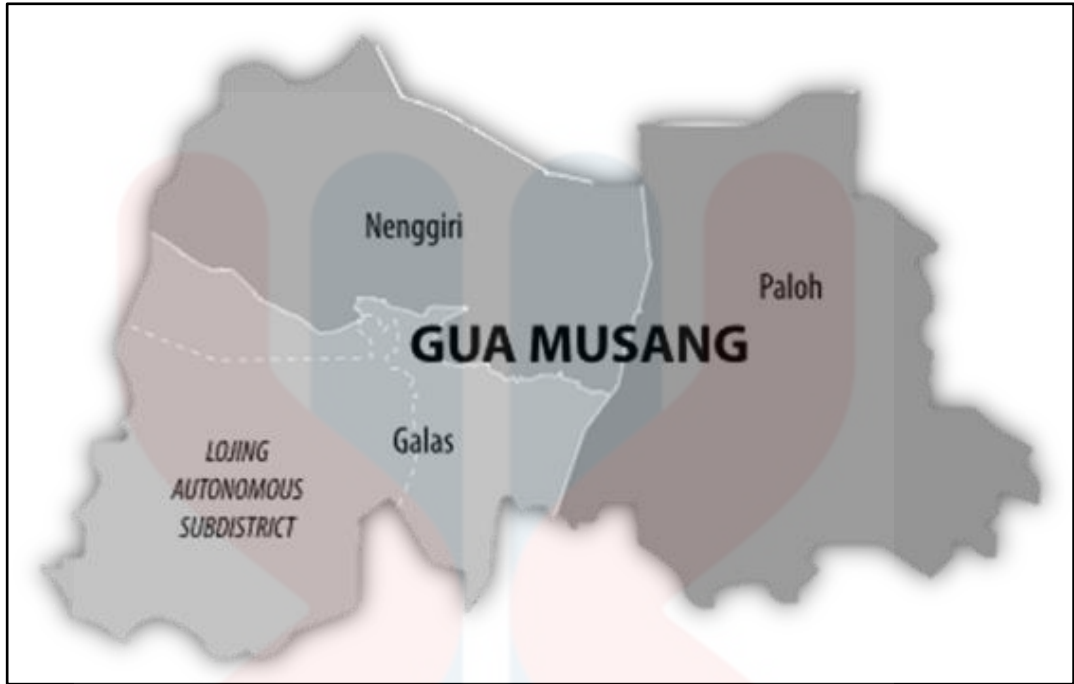 Nenggiri
Paloh
GUA MUSANG
Galas
LOJING
AUTONOMOUS
SUBDISTRICT